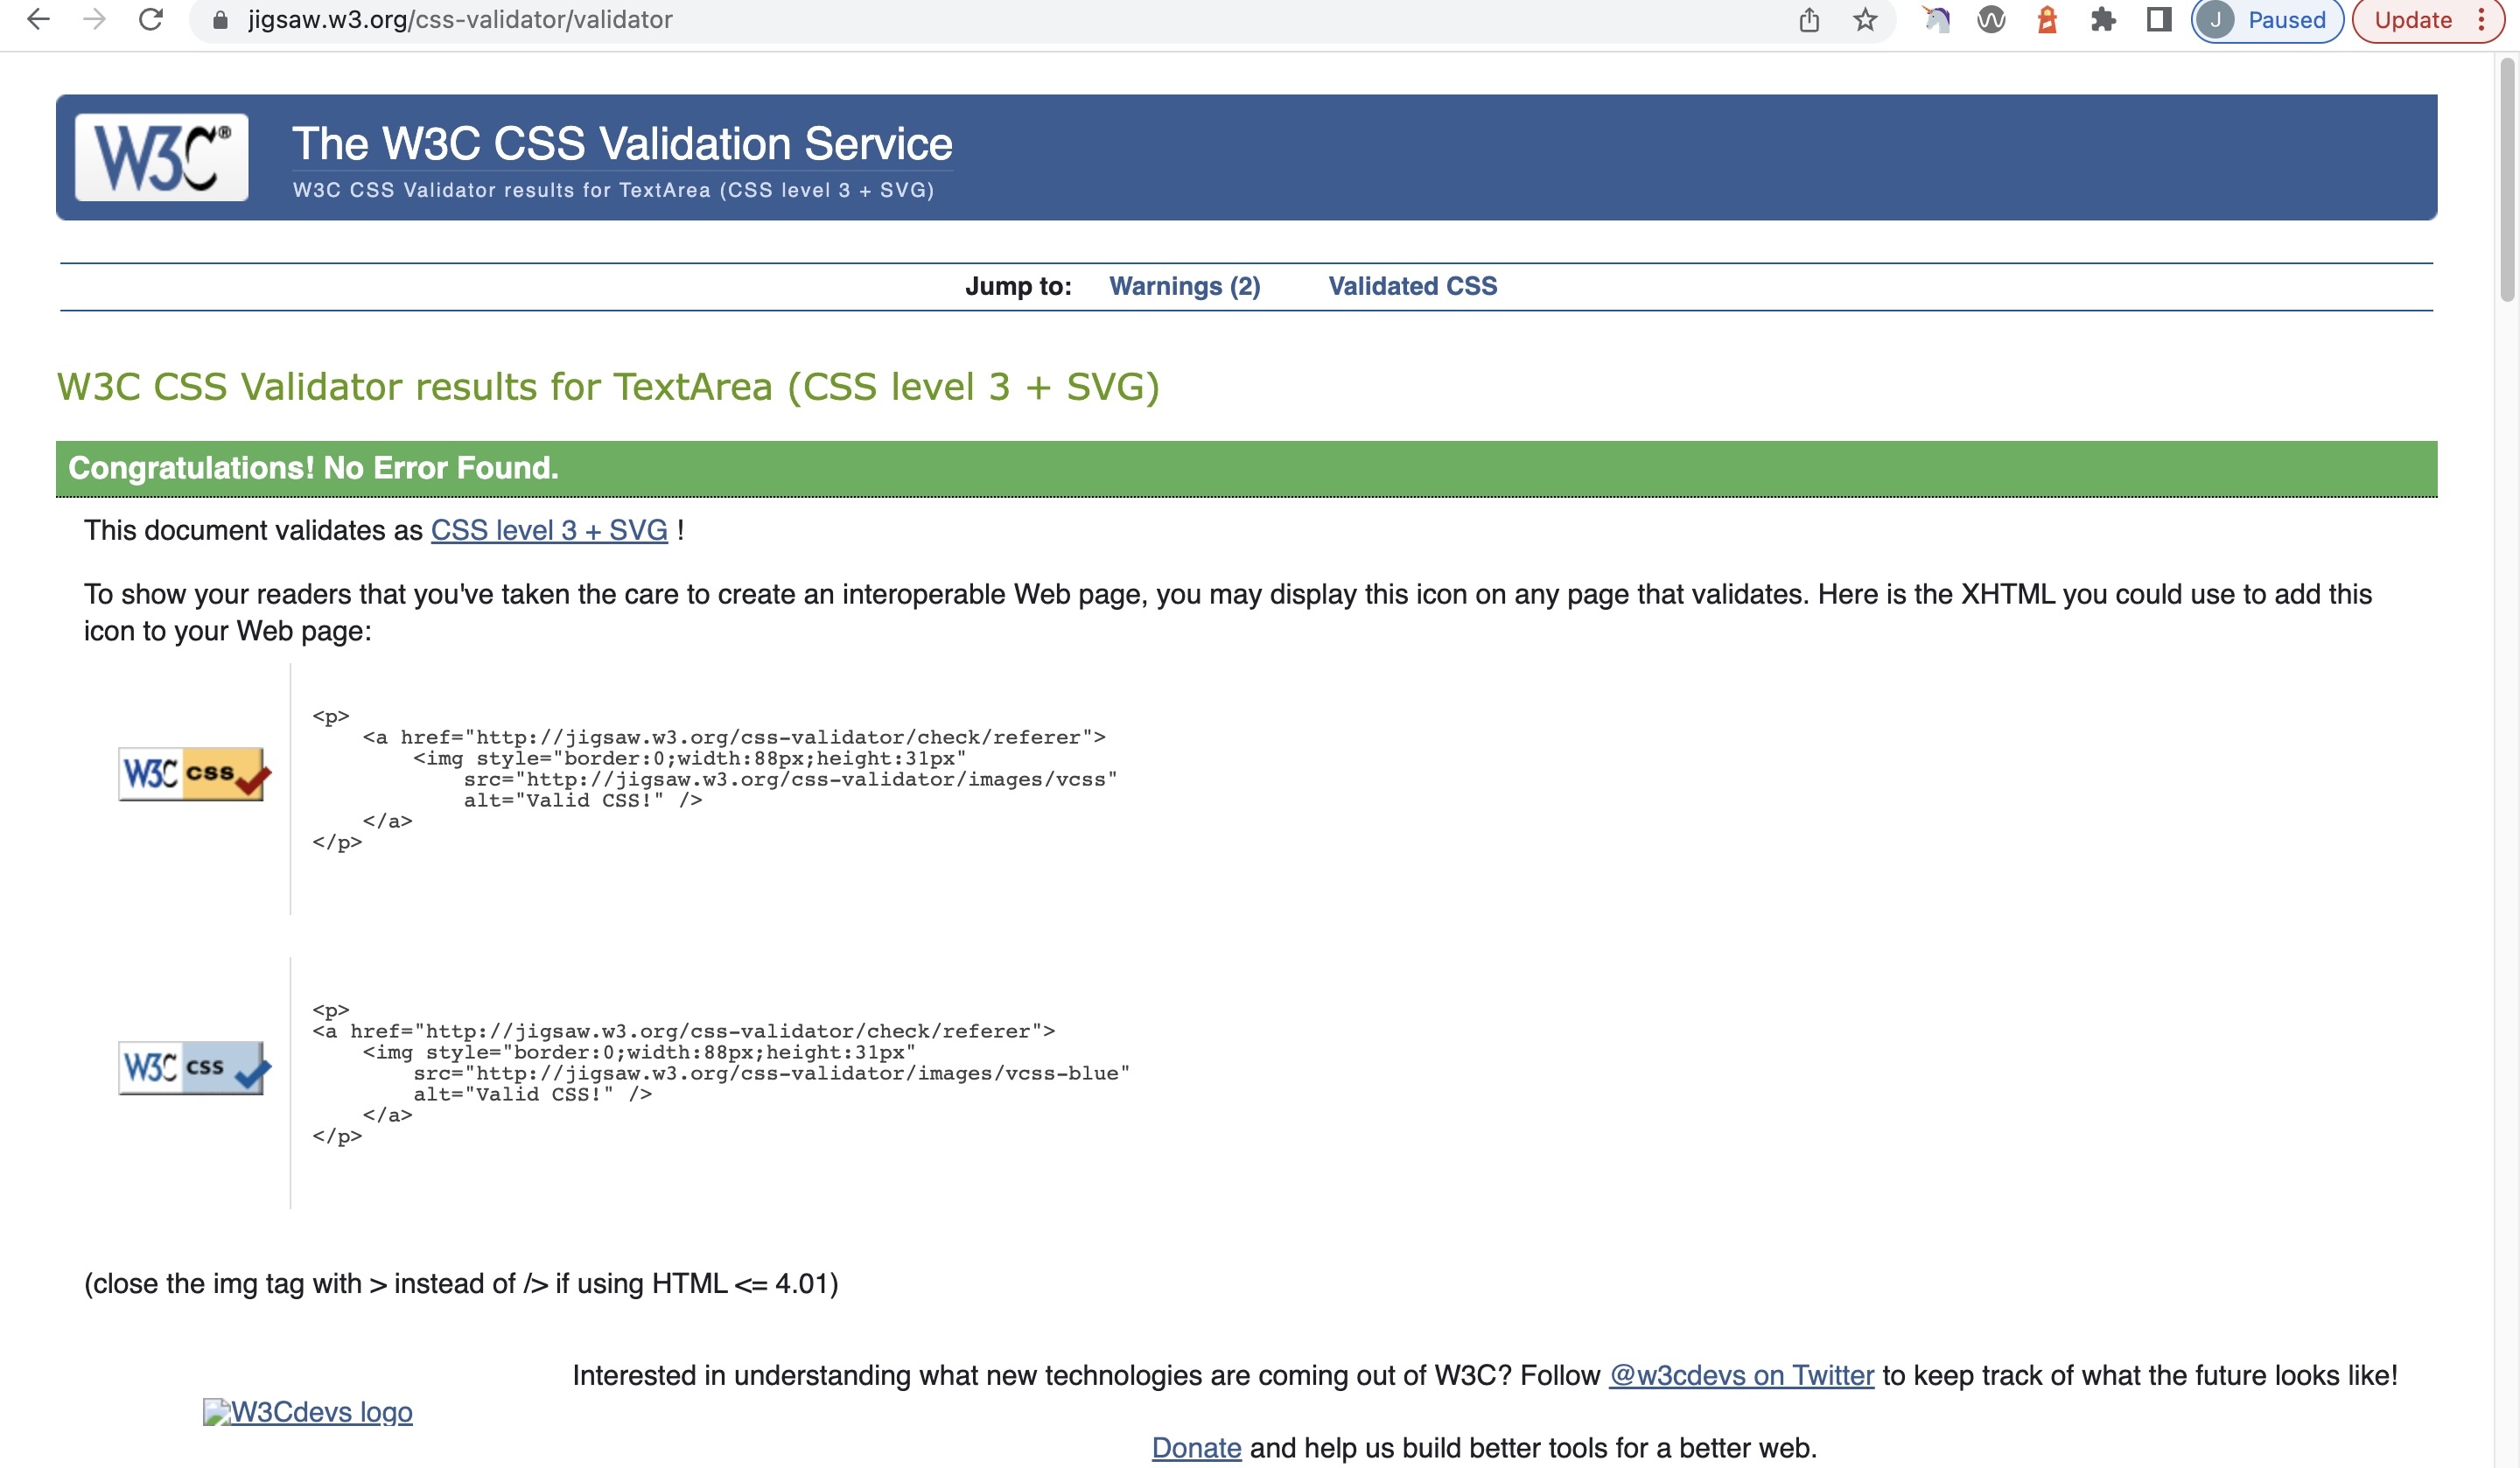 jigsaw.w3.org/css-validator/validator
J Paused Update
W3C® The W3C CSS Validation Service
W3C CSS Validator results for TextArea (CSS level 3 + SVG)
Jump to: Warnings (2) Validated CSS
W3C CSS Validator results for TextArea (CSS level 3 + SVG)
Congratulations! No Error Found.
This document validates as CSS level 3 + SVG !
To show your readers that you've taken the care to create an interoperable Web page, you may display this icon on any page that validates. Here is the XHTML you could use to add this
icon to your Web page:
W3C css
<p>
    <a href="http://jigsaw.w3.org/css-validator/check/referer">
        <img style="border:0;width:88px;height:31px"
            src="http://jigsaw.w3.org/css-validator/images/vcss"
            alt="Valid CSS!" />
    </a>
</p>
W3C css
<p>
<a href="http://jigsaw.w3.org/css-validator/check/referer">
    <img style="border:0;width:88px;height:31px"
        src="http://jigsaw.w3.org/css-validator/images/vcss-blue"
        alt="Valid CSS!" />
    </a>
</p>
(close the img tag with > instead of /> if using HTML <= 4.01)
Interested in understanding what new technologies are coming out of W3C? Follow @w3cdevs on Twitter to keep track of what the future looks like!
W3Cdevs logo
Donate and help us build better tools for a better web.